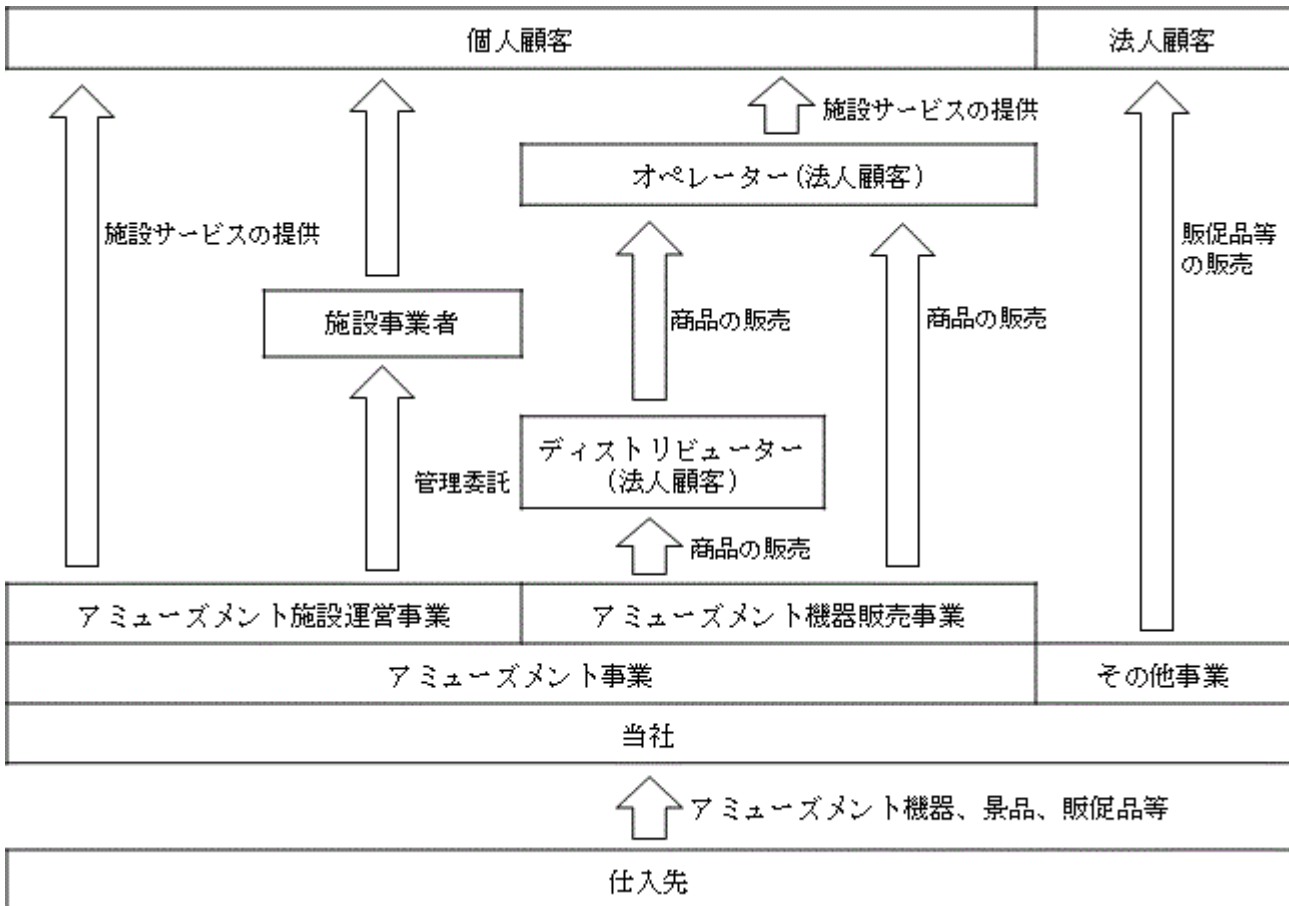 個人顧客
法人顧客
施設サービスの提供
オペレーター(法人顧客)
施設サービスの提供
販促品等
の販売
施設事業者
商品の販売
商品の販売
ディストリビューター
(法人顧客)
管理委託
商品の販売
アミューズメント施設運営事業
アミューズメント機器販売事業
アミューズメント事業
その他事業
当社
アミューズメント機器、景品、販促品等
仕入先